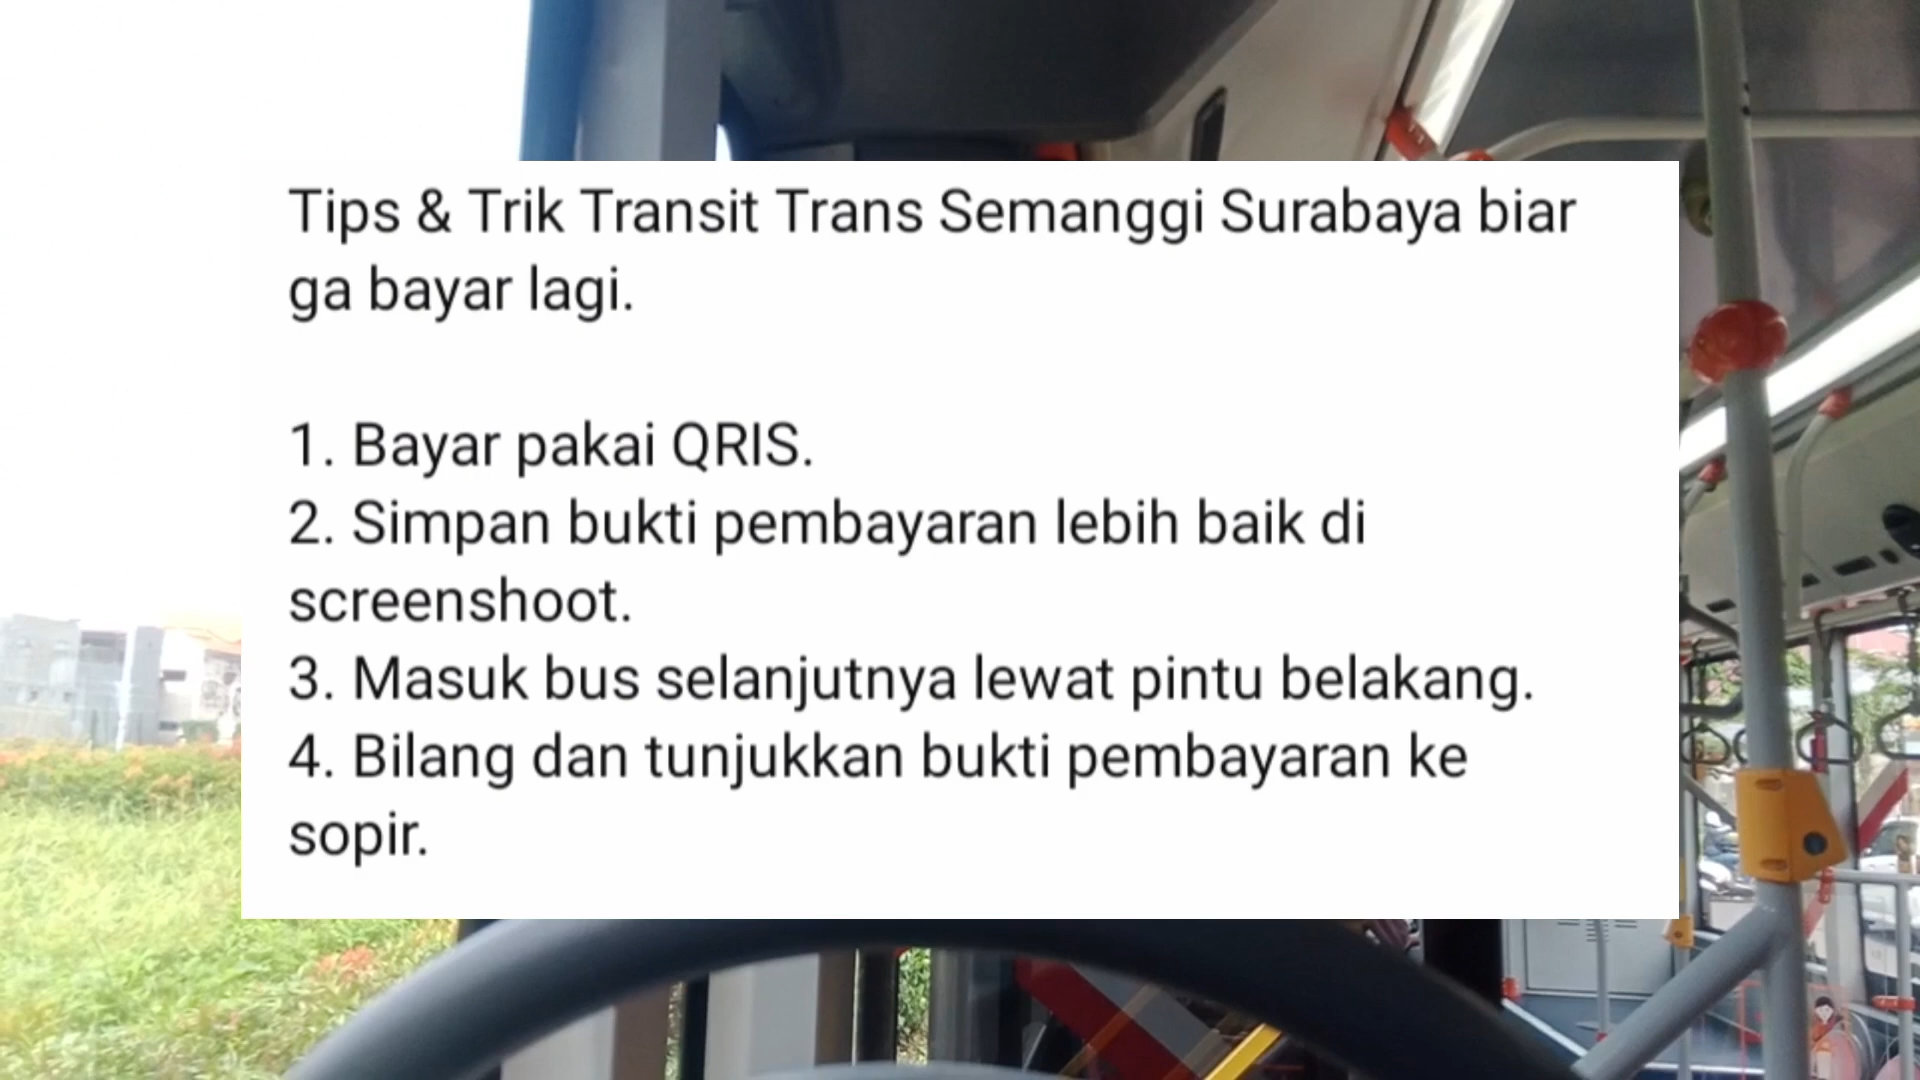 Tips & Trik Transit Trans Semanggi Surabaya biar
ga bayar lagi.
1. Bayar pakai QRIS.
2. Simpan bukti pembayaran lebih baik di
screenshoot.
3. Masuk bus selanjutnya lewat pintu belakang.
4. Bilang dan tunjukkan bukti pembayaran ke
sopir.